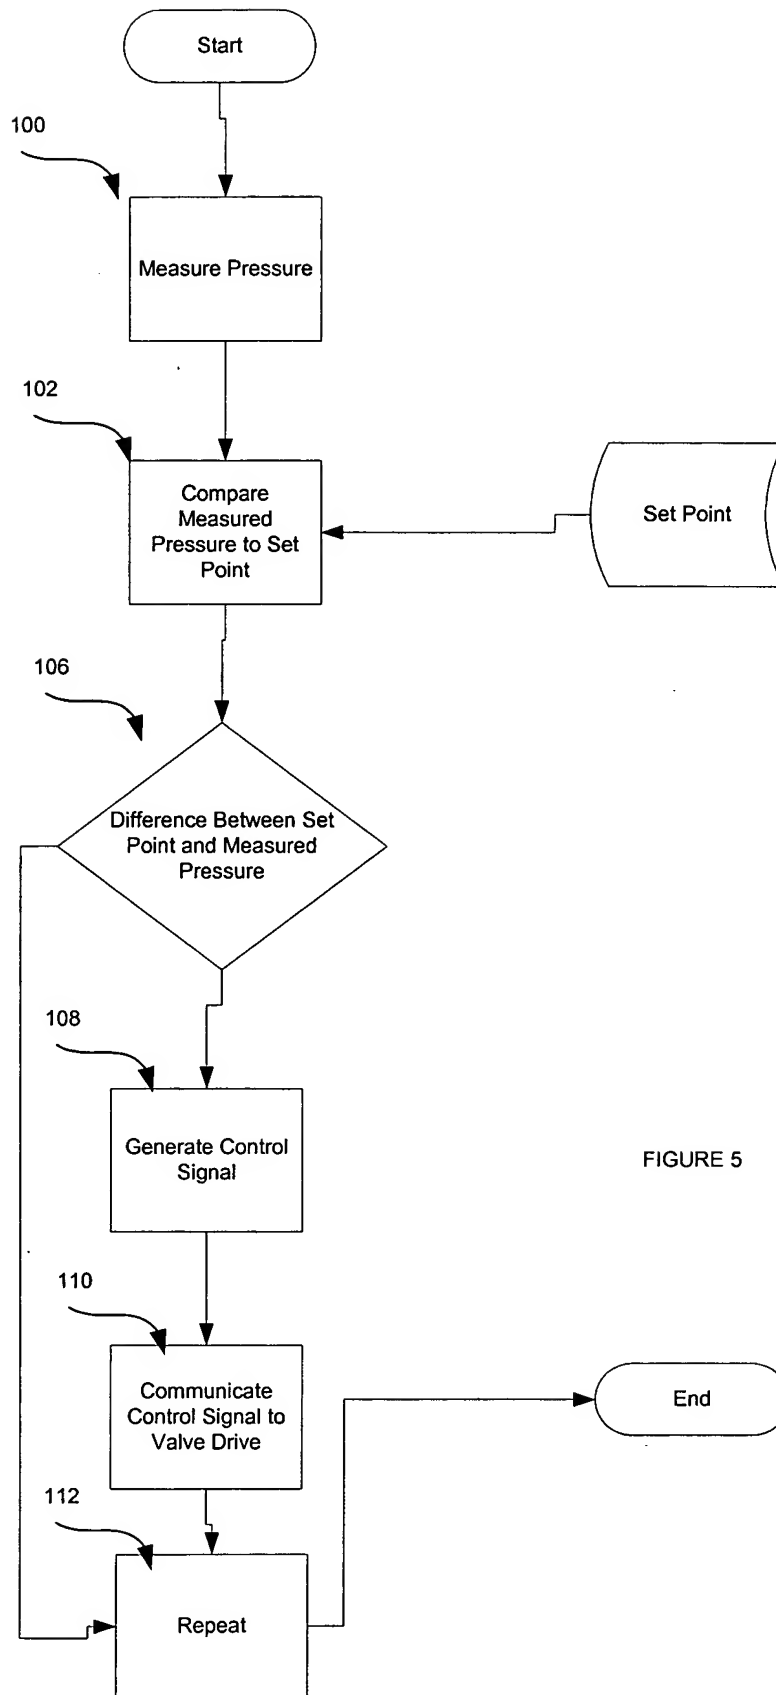 Start
100
Measure Pressure
102
Compare
Measured
Pressure to Set
Point
Set Point
106
Difference Between Set
Point and Measured
Pressure
108
Generate Control
Signal
FIGURE 5
110
Communicate
Control Signal to
Valve Drive
End
112
Repeat